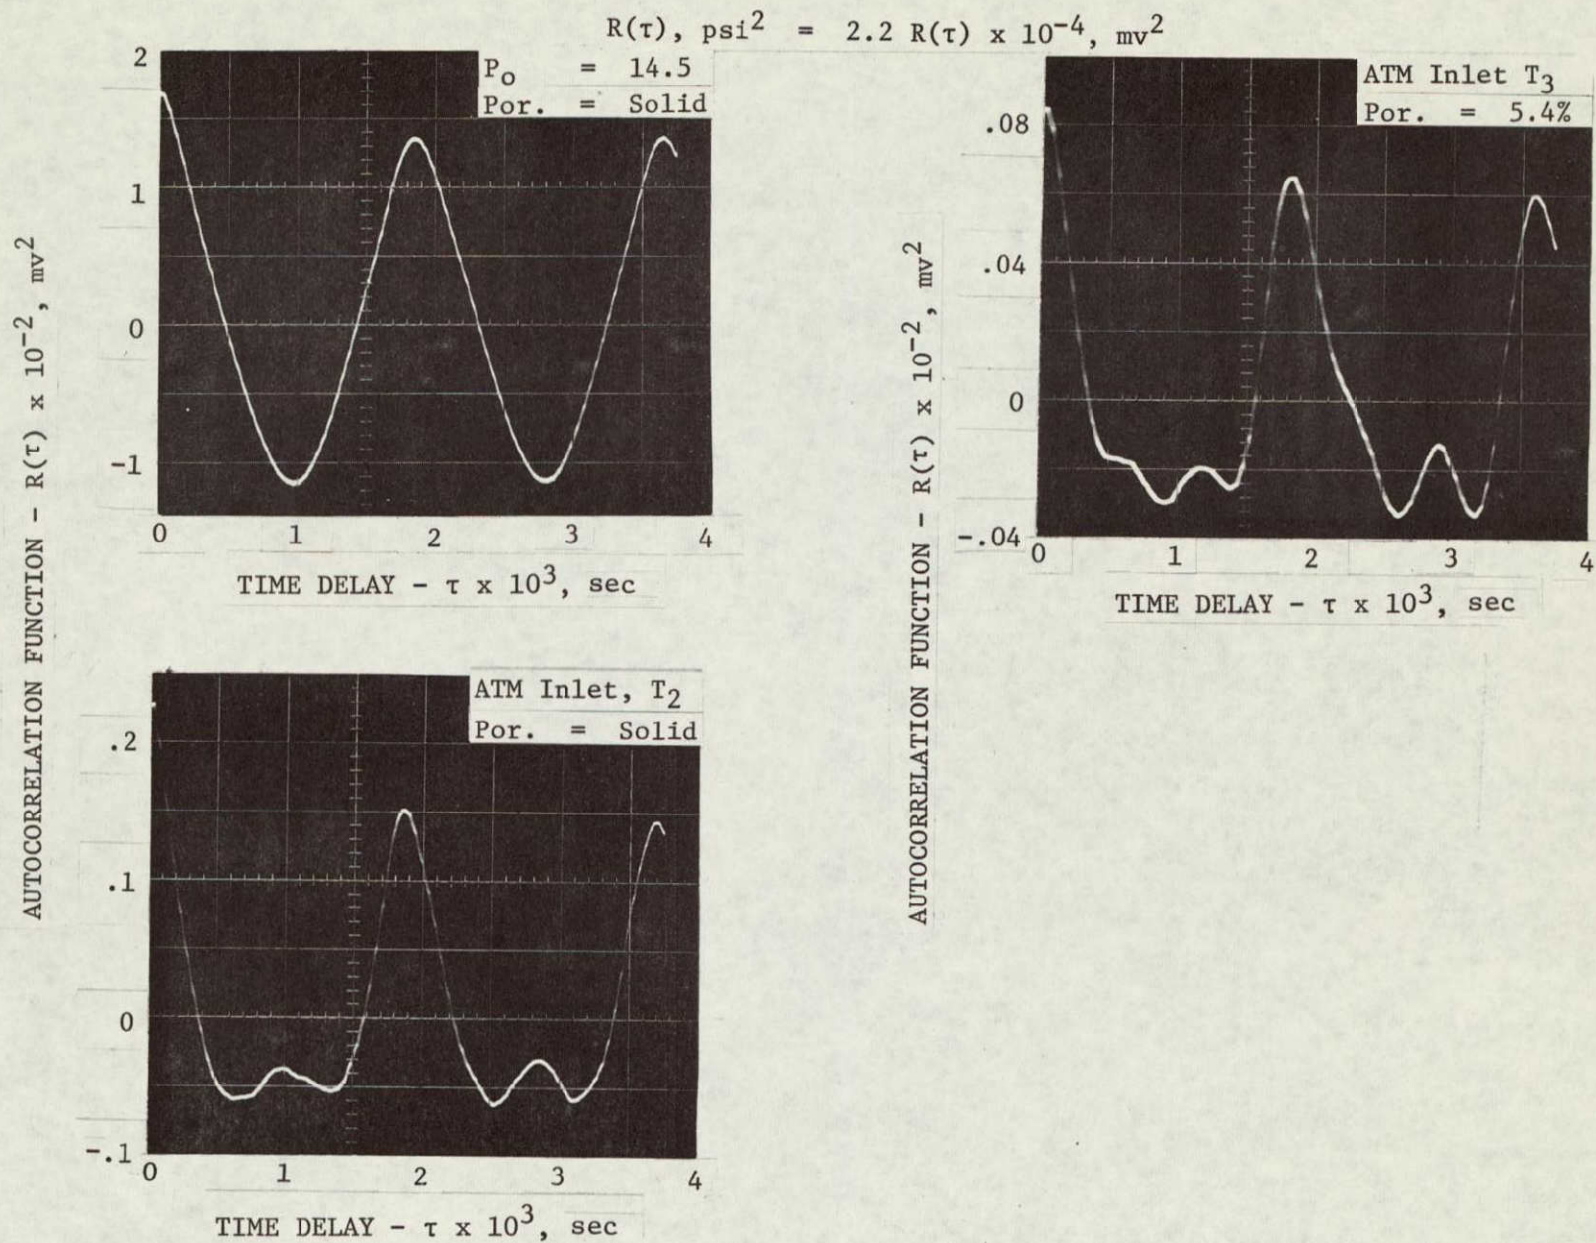 R(τ), psi² = 2.2 R(τ) x 10⁻⁴, mv²
AUTOCORRELATION FUNCTION - R(τ) x 10⁻², mv²
P₀ = 14.5
Por. = Solid
2
1
0
-1
0 1 2 3 4
TIME DELAY - τ x 10³, sec
ATM Inlet, T₂
Por. = Solid
.2
.1
0
-.1
0 1 2 3 4
TIME DELAY - τ x 10³, sec
AUTOCORRELATION FUNCTION - R(τ) x 10⁻², mv²
ATM Inlet T₃
Por. = 5.4%
.08
.04
0
-.04
0 1 2 3 4
TIME DELAY - τ x 10³, sec